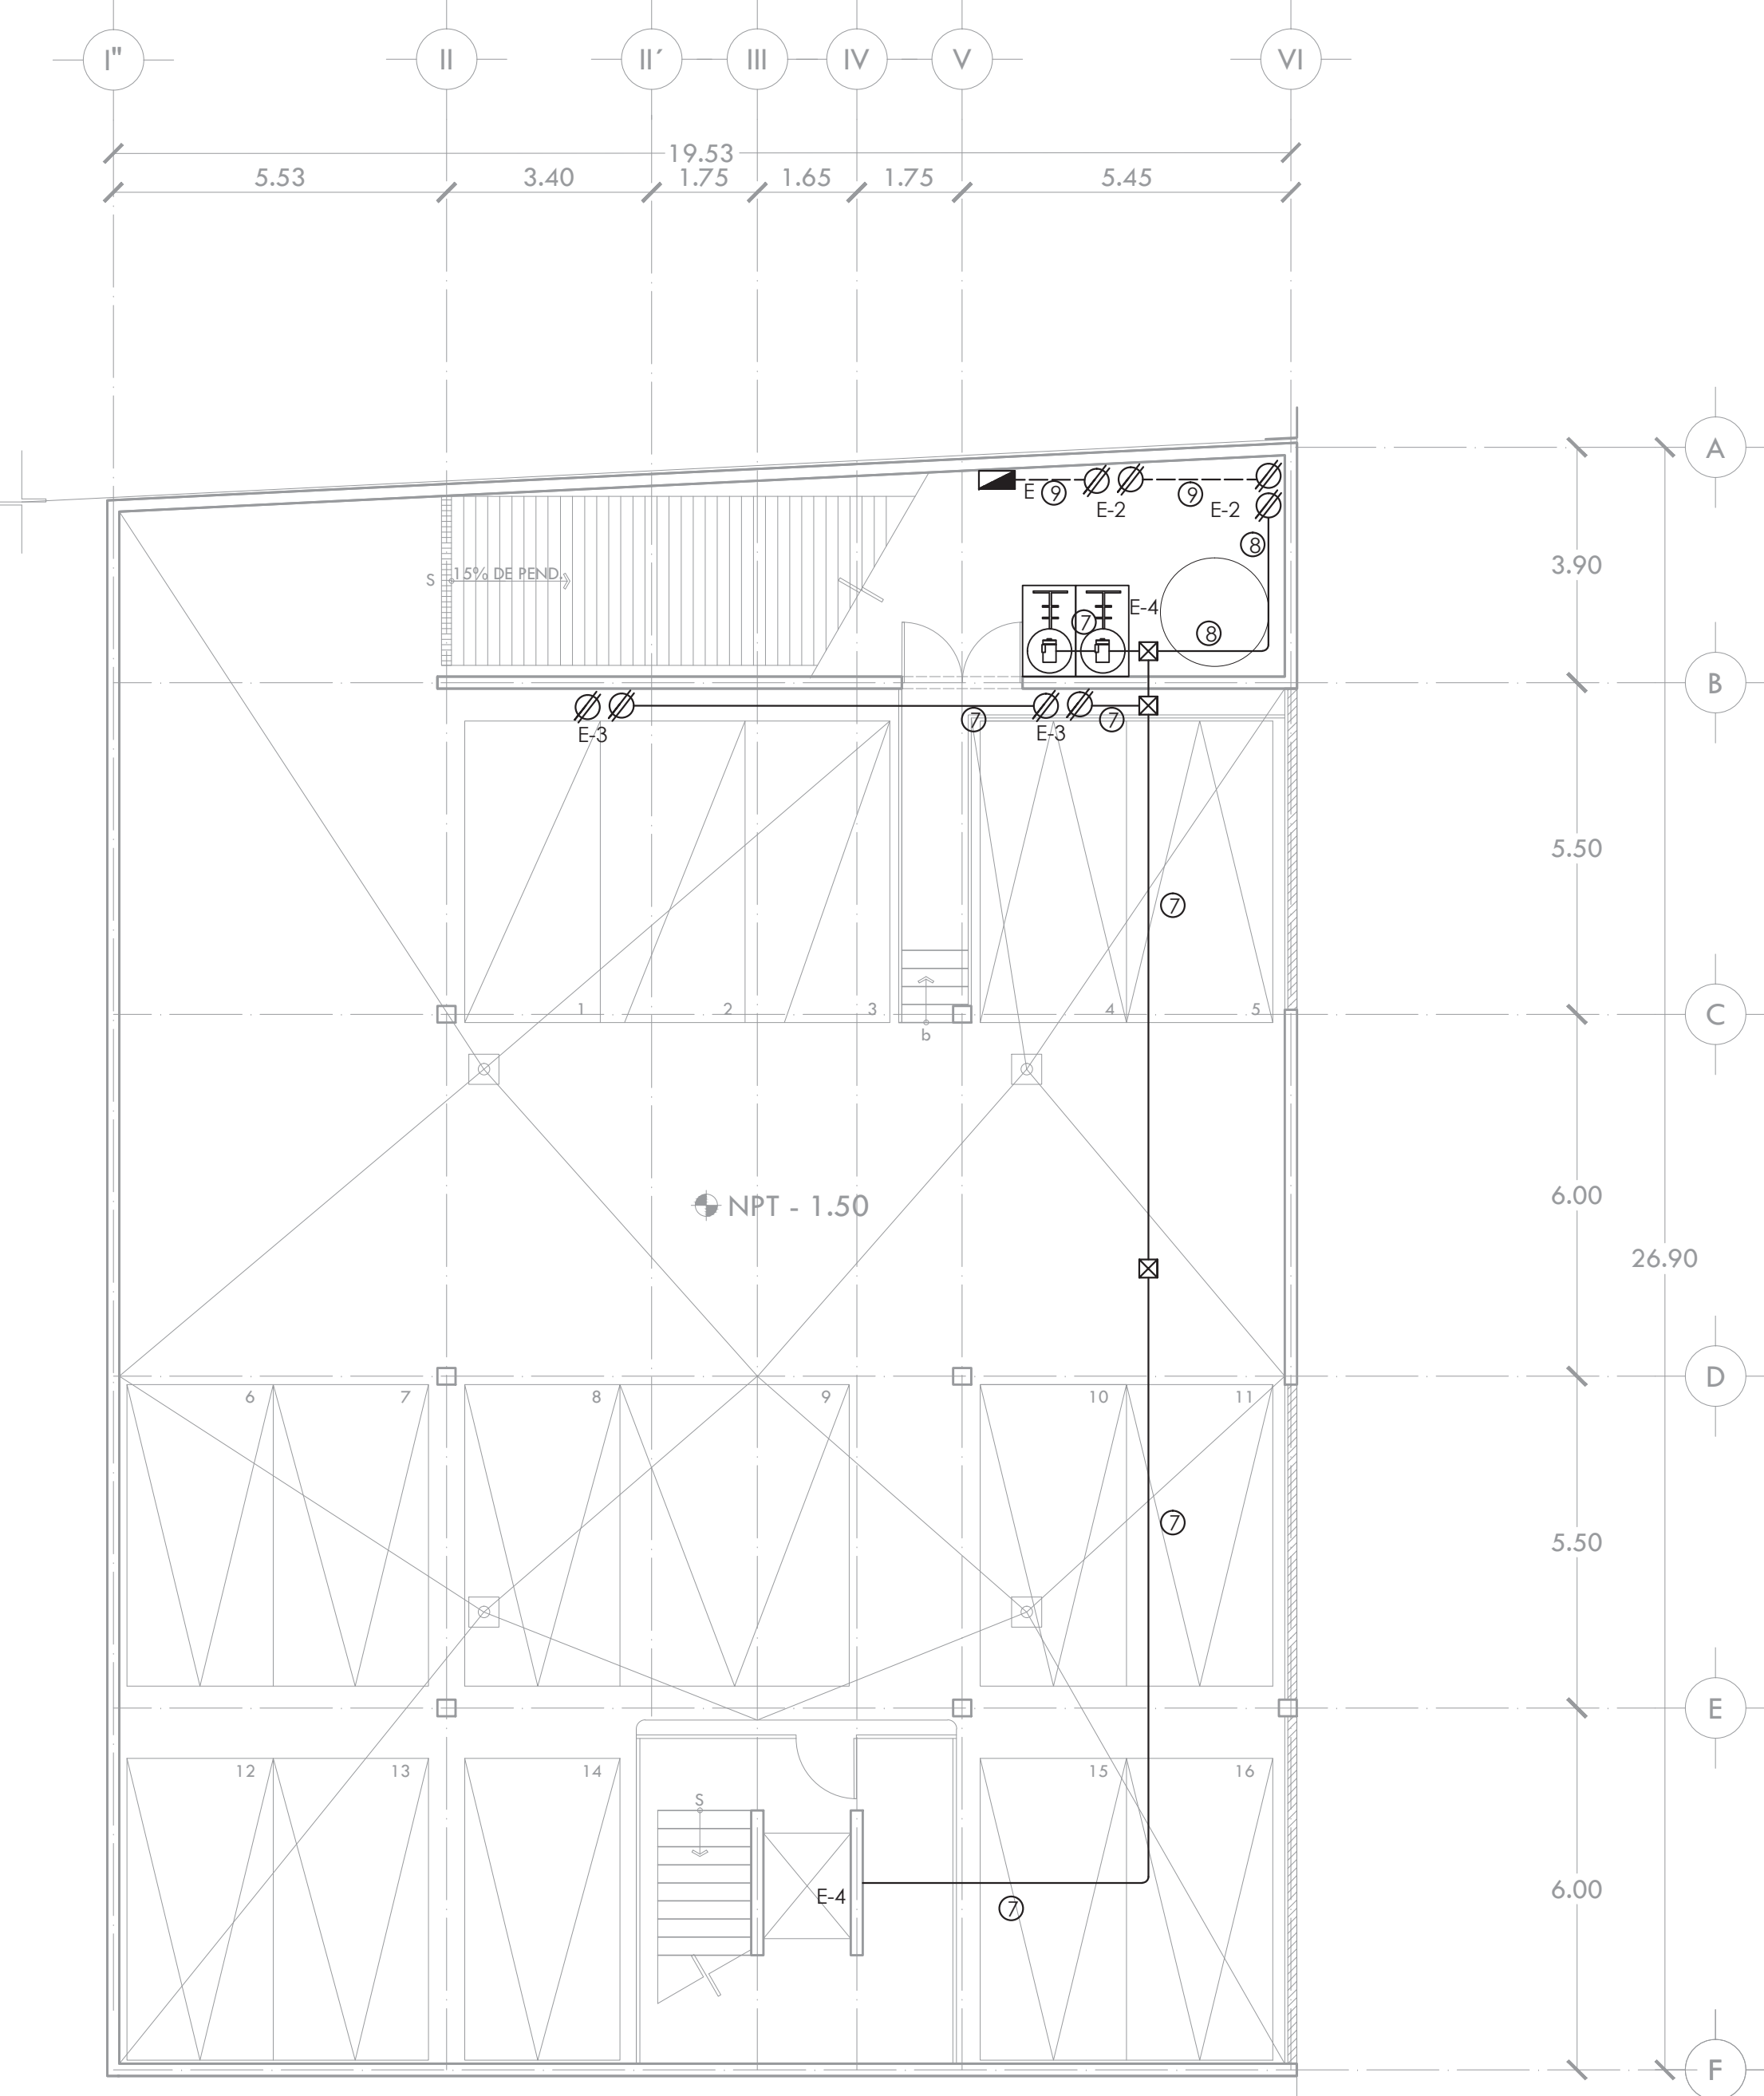 I" II II´ III IV V VI
19.53
5.53 3.40 1.75 1.65 1.75 5.45
A
E 9 9
E-2 E-2
8
3.90
S 15% DE PEND.
7 E-4
8
B
7 7
E-3 E-3
5.50
7
1 2 3 4 5
C
b
6.00
NPT - 1.50
26.90
D
6 7 8 9 10 11
7
5.50
E
12 13 14 15 16
S
6.00
E-4
7
F